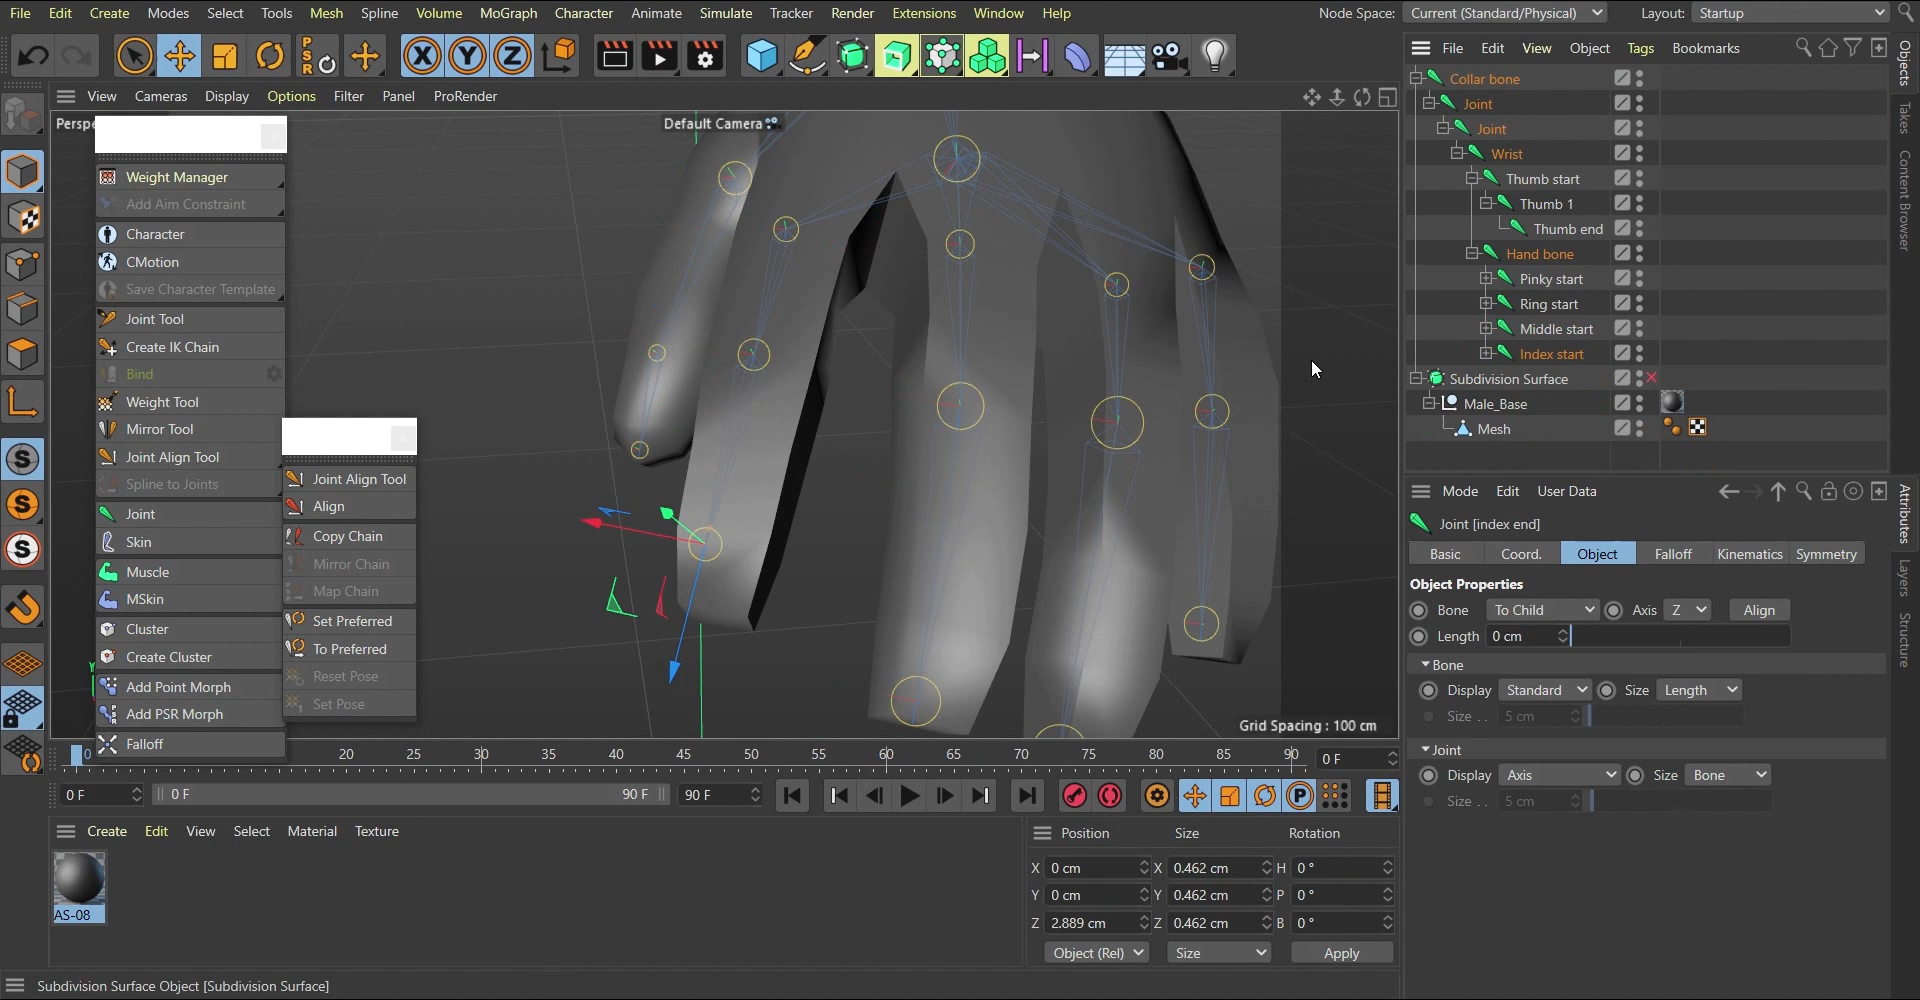 File Edit Create Modes Select Tools Mesh Spline Volume MoGraph Character Animate Simulate Tracker Render Extensions Window Help Node Space: Current (Standard/Physical) Layout: Startup
PSR X Y Z
File Edit View Object Tags Bookmarks
View Cameras Display Options Filter Panel ProRender
Persp
Default Camera
Weight Manager
Add Aim Constraint
Character
CMotion
Save Character Template
Joint Tool
Create IK Chain
Bind
Weight Tool
Mirror Tool
Joint Align Tool
Spline to Joints
Joint
Skin
Muscle
MSkin
Cluster
Create Cluster
Add Point Morph
Add PSR Morph
Falloff
Joint Align Tool
Align
Copy Chain
Mirror Chain
Map Chain
Set Preferred
To Preferred
Reset Pose
Set Pose
S
S
S
Y
Grid Spacing : 100 cm
Collar bone
Joint
Joint
Wrist
Thumb start
Thumb 1
Thumb end
Hand bone
Pinky start
Ring start
Middle start
Index start
Subdivision Surface
Male_Base
Mesh
Objects
Takes
Content Browser
Mode Edit User Data
Joint [index end]
Basic Coord. Object Falloff Kinematics Symmetry
Object Properties
Bone To Child Axis Z Align
Length 0 cm
Bone
Display Standard Size Length
Size . . 5 cm
Joint
Display Axis Size Bone
Size . . 5 cm
Attributes
Layers
Structure
0 20 25 30 35 40 45 50 55 60 65 70 75 80 85 90 0 F
0 F 0 F 90 F 90 F P
Create Edit View Select Material Texture
AS-08
Position Size Rotation
X 0 cm X 0.462 cm H 0 °
Y 0 cm Y 0.462 cm P 0 °
Z 2.889 cm Z 0.462 cm B 0 °
Object (Rel) Size Apply
Subdivision Surface Object [Subdivision Surface]